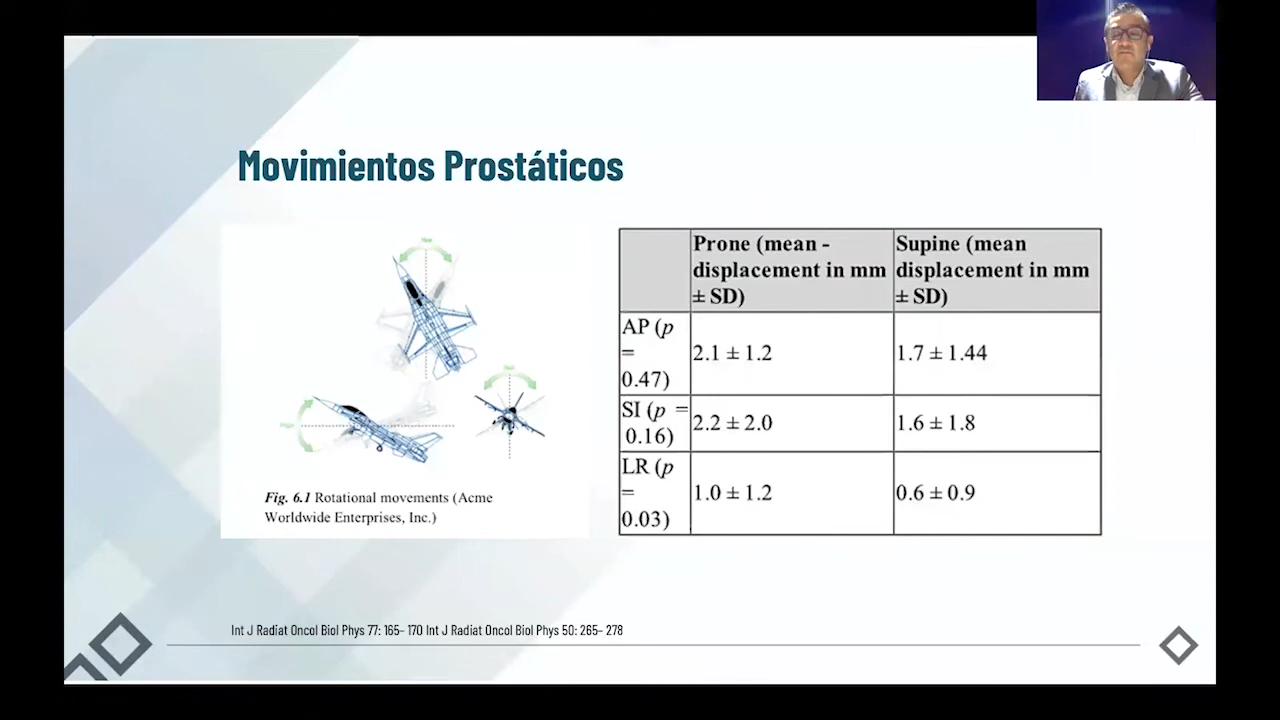 Movimientos Prostáticos
Fig. 6.1 Rotational movements (Acme
Worldwide Enterprises, Inc.)
Prone (mean -
displacement in mm
± SD)
Supine (mean
displacement in mm
± SD)
AP (p
=
0.47)
2.1 ± 1.2
1.7 ± 1.44
SI (p =
0.16)
2.2 ± 2.0
1.6 ± 1.8
LR (p
=
0.03)
1.0 ± 1.2
0.6 ± 0.9
Int J Radiat Oncol Biol Phys 77: 165– 170 Int J Radiat Oncol Biol Phys 50: 265– 278